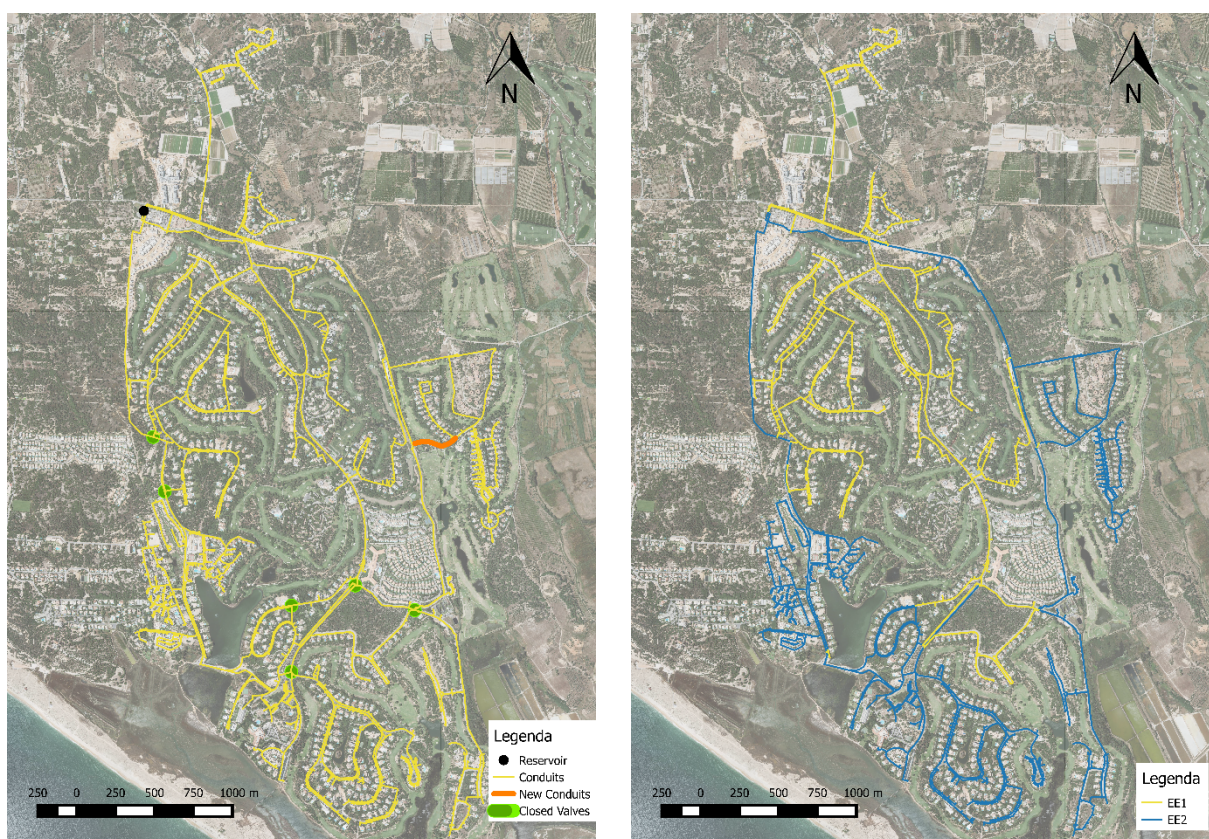 N
Legenda
Reservoir
Conduits
New Conduits
Closed Valves
250 0 250 500 750 1000 m
N
Legenda
EE1
EE2
250 0 250 500 750 1000 m